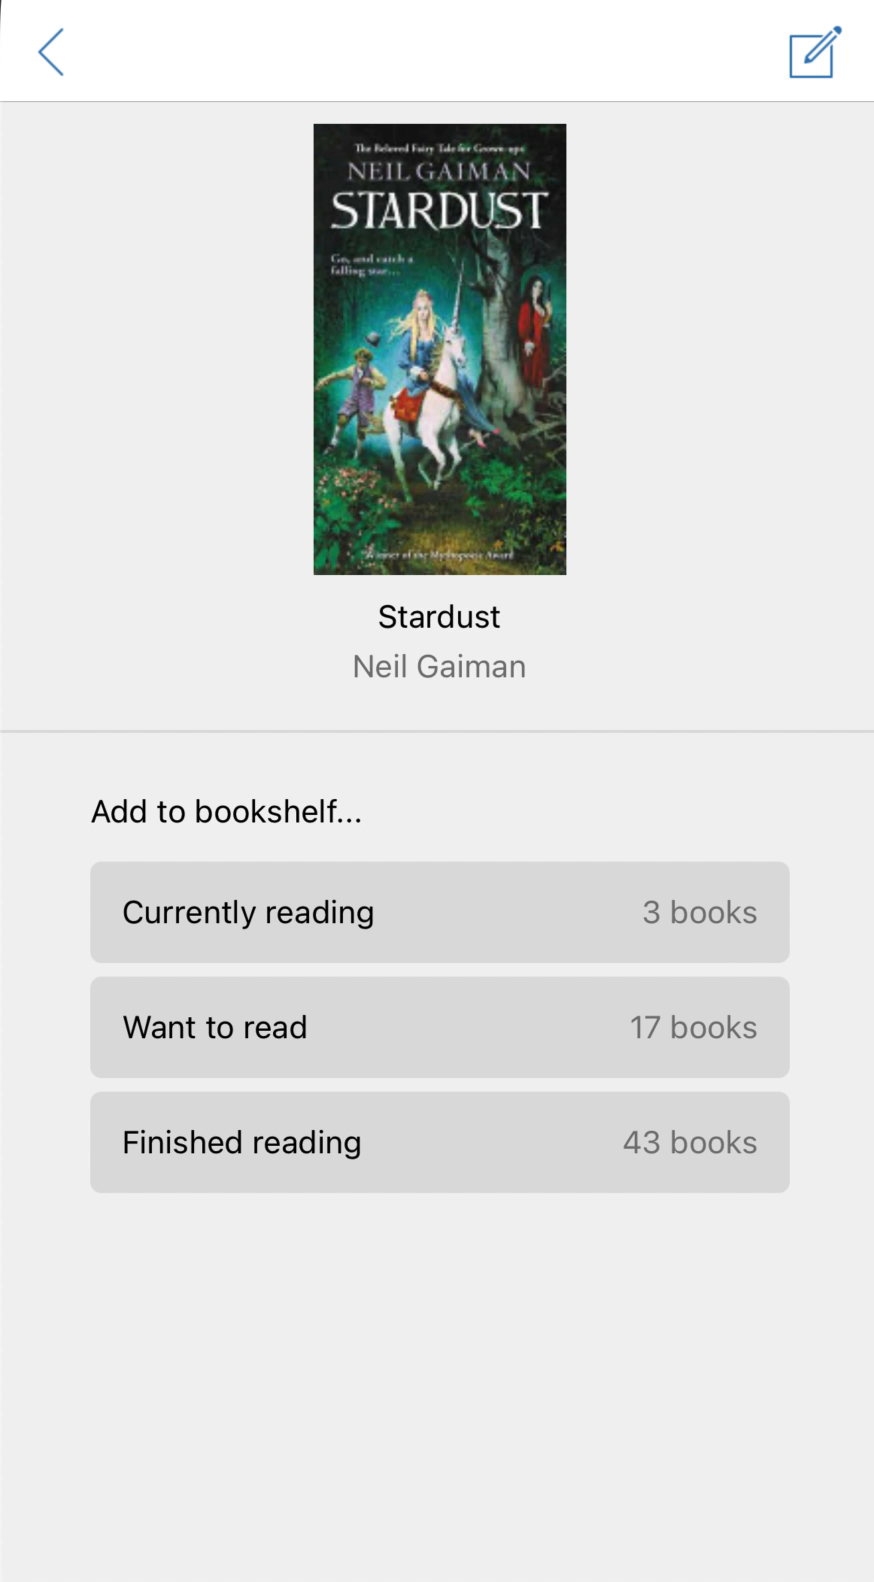 The Beloved Fairy Tale for Grown-ups
NEIL GAIMAN
STARDUST
Go, and catch a
falling star...
Winner of the Mythopoeic Award
Stardust
Neil Gaiman
Add to bookshelf...
Currently reading
3 books
Want to read
17 books
Finished reading
43 books